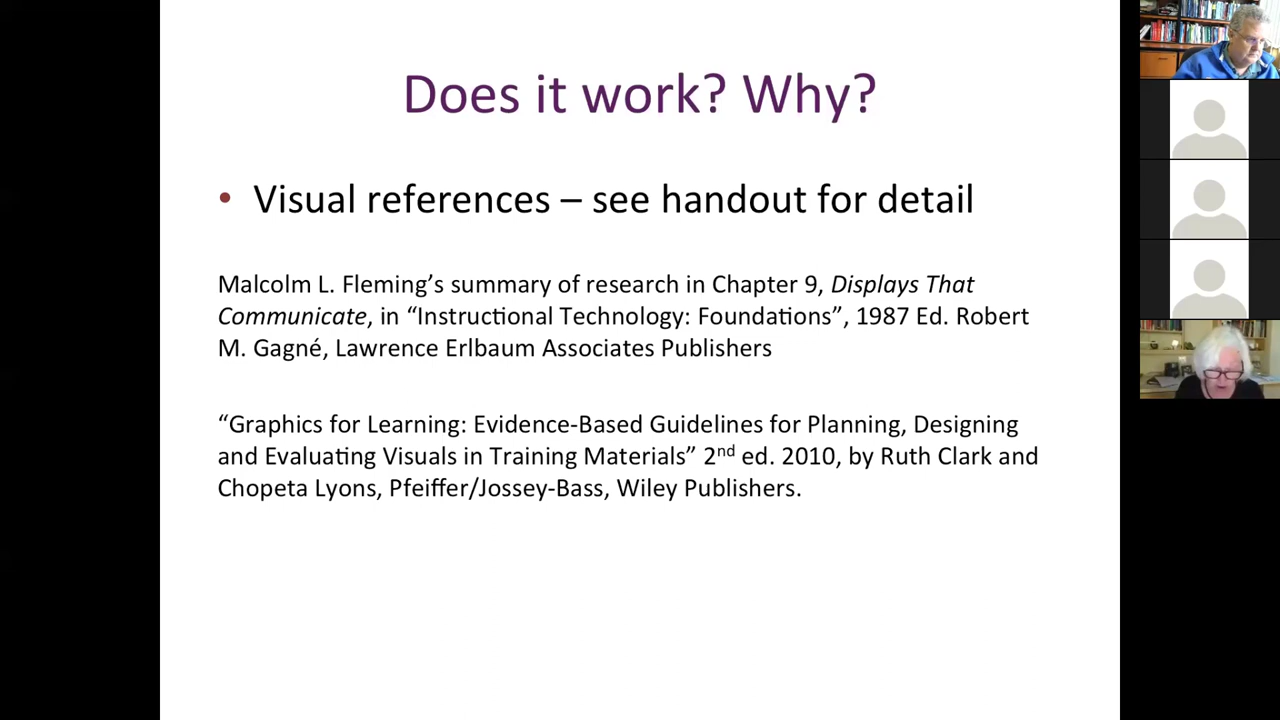 Does it work? Why?
• Visual references – see handout for detail
Malcolm L. Fleming’s summary of research in Chapter 9, Displays That
Communicate, in “Instructional Technology: Foundations”, 1987 Ed. Robert
M. Gagné, Lawrence Erlbaum Associates Publishers
“Graphics for Learning: Evidence-Based Guidelines for Planning, Designing
and Evaluating Visuals in Training Materials” 2nd ed. 2010, by Ruth Clark and
Chopeta Lyons, Pfeiffer/Jossey-Bass, Wiley Publishers.